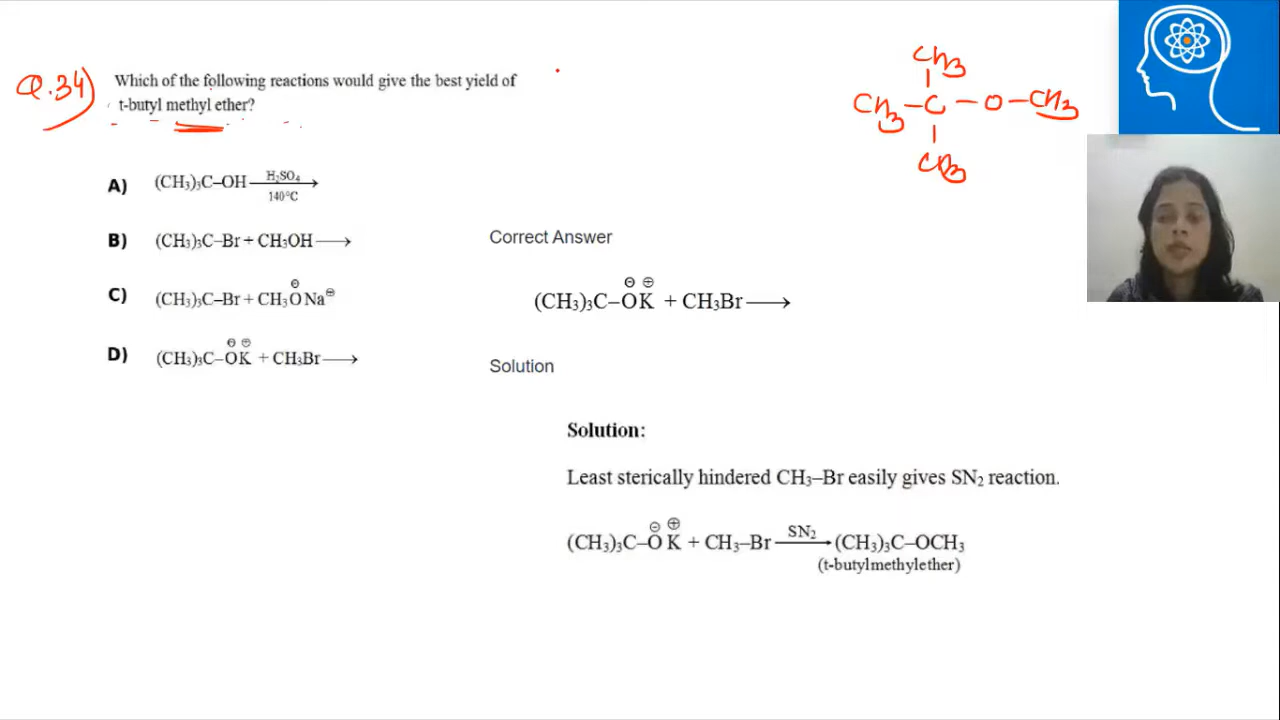 Q.34) Which of the following reactions would give the best yield of
t-butyl methyl ether?
CH3
CH3–C–O–CH3
CH3
A) (CH₃)₃C–OH H₂SO₄ 140°C ⟶
B) (CH₃)₃C–Br + CH₃OH ⟶
C) (CH₃)₃C–Br + CH₃O⊖ Na⊕
D) (CH₃)₃C–O⊖ K⊕ + CH₃Br ⟶
Correct Answer
(CH₃)₃C–O⊖ K⊕ + CH₃Br ⟶
Solution
Solution:
Least sterically hindered CH₃–Br easily gives SN₂ reaction.
(CH₃)₃C–O⊖ K⊕ + CH₃–Br SN₂ ⟶ (CH₃)₃C–OCH₃
(t-butylmethylether)